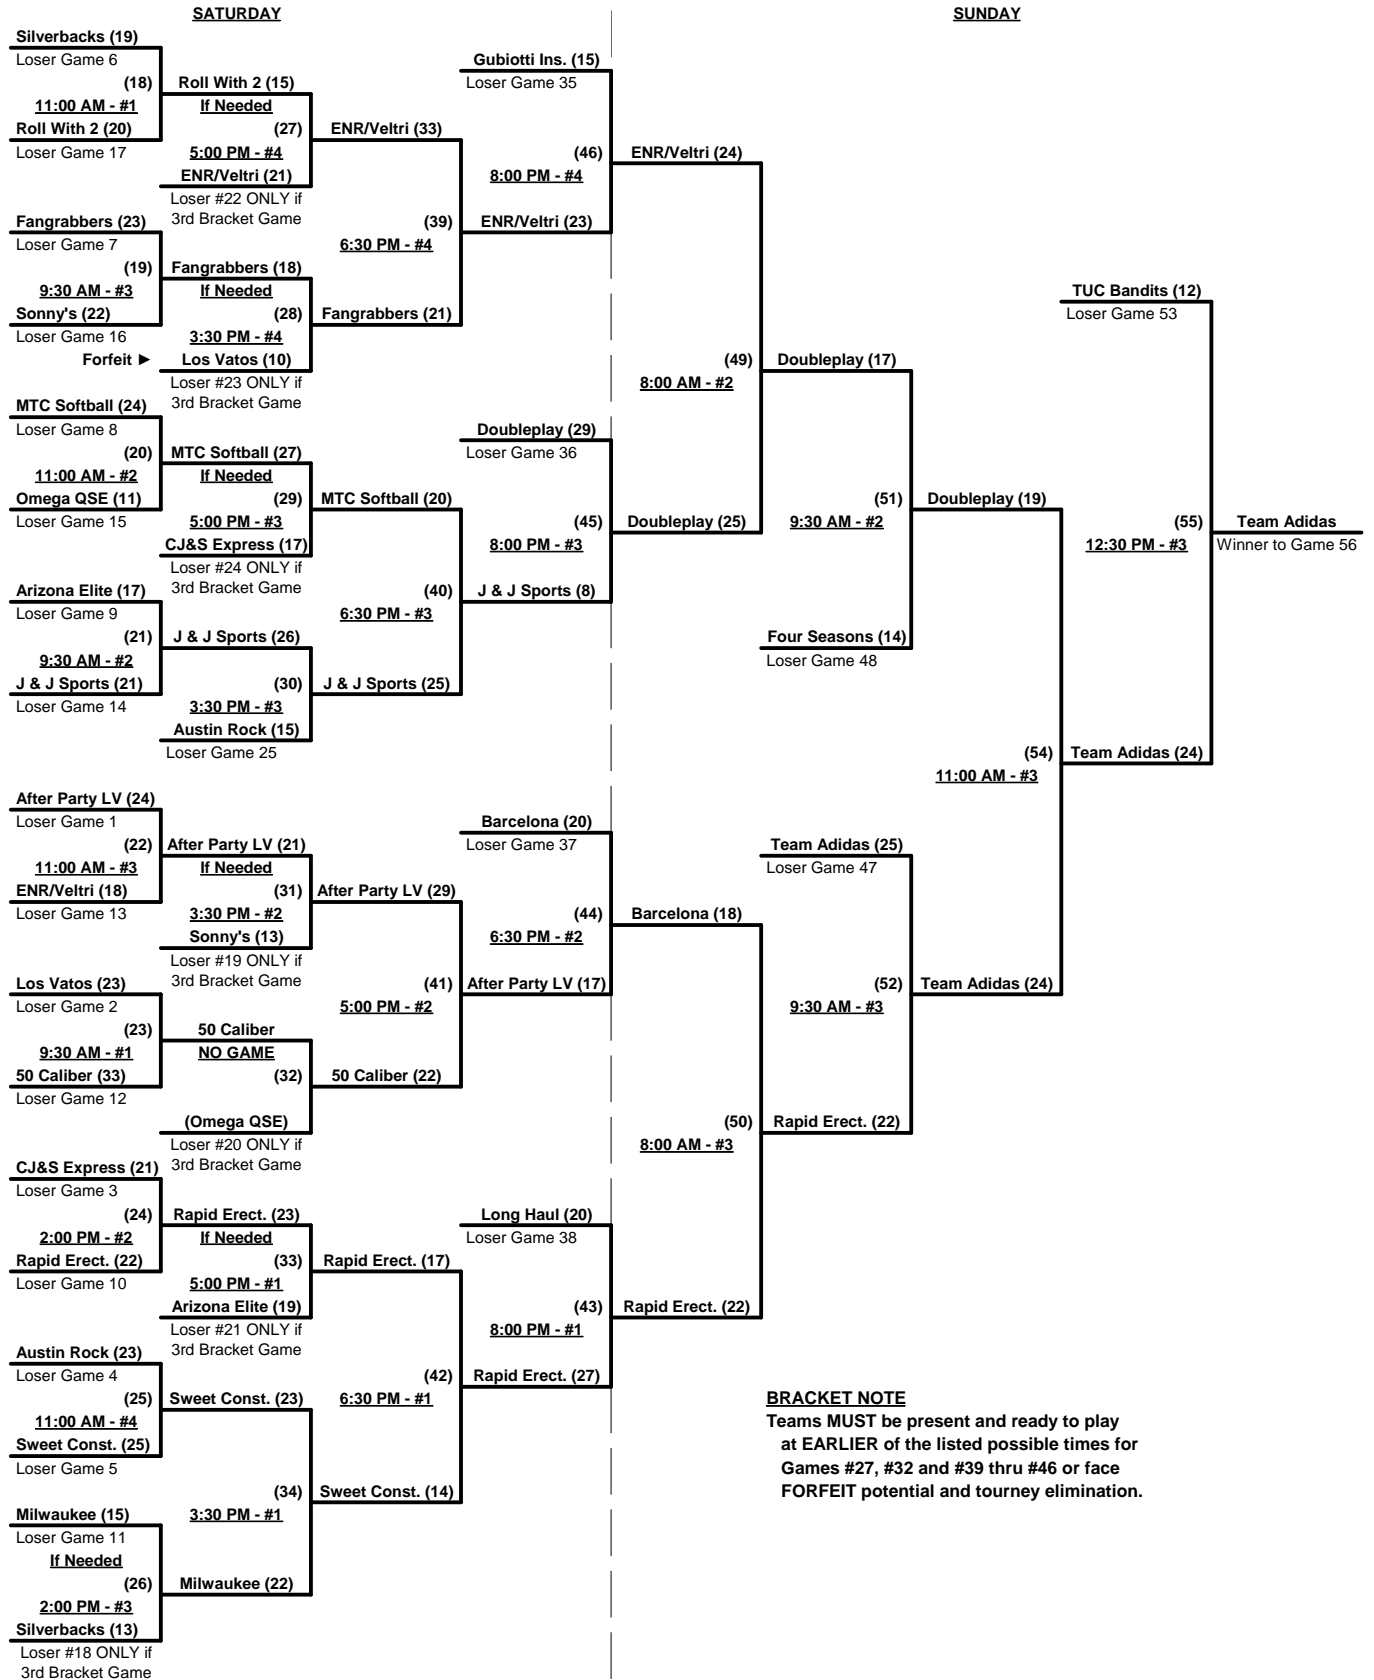 SATURDAY
SUNDAY
Silverbacks (19)
Loser Game 6
(18)
11:00 AM - #1
Roll With 2 (20)
Loser Game 17
Roll With 2 (15)
If Needed
(27)
5:00 PM - #4
ENR/Veltri (21)
Loser #22 ONLY if
3rd Bracket Game
ENR/Veltri (33)
Gubiotti Ins. (15)
Loser Game 35
(46)
8:00 PM - #4
ENR/Veltri (24)
Fangrabbers (23)
Loser Game 7
(19)
9:30 AM - #3
Sonny's (22)
Loser Game 16
Fangrabbers (18)
If Needed
(28)
3:30 PM - #4
Forfeit ►
Los Vatos (10)
Loser #23 ONLY if
3rd Bracket Game
(39)
6:30 PM - #4
ENR/Veltri (23)
Fangrabbers (21)
TUC Bandits (12)
Loser Game 53
(49)
8:00 AM - #2
Doubleplay (17)
MTC Softball (24)
Loser Game 8
(20)
11:00 AM - #2
Omega QSE (11)
Loser Game 15
MTC Softball (27)
If Needed
(29)
5:00 PM - #3
CJ&S Express (17)
Loser #24 ONLY if
3rd Bracket Game
MTC Softball (20)
Doubleplay (29)
Loser Game 36
(45)
8:00 PM - #3
Doubleplay (25)
(51)
9:30 AM - #2
Doubleplay (19)
(55)
12:30 PM - #3
Team Adidas
Winner to Game 56
Arizona Elite (17)
Loser Game 9
(21)
9:30 AM - #2
J & J Sports (21)
Loser Game 14
J & J Sports (26)
(30)
3:30 PM - #3
Austin Rock (15)
Loser Game 25
(40)
6:30 PM - #3
J & J Sports (8)
J & J Sports (25)
Four Seasons (14)
Loser Game 48
(54)
11:00 AM - #3
Team Adidas (24)
After Party LV (24)
Loser Game 1
(22)
11:00 AM - #3
ENR/Veltri (18)
Loser Game 13
After Party LV (21)
If Needed
(31)
3:30 PM - #2
Sonny's (13)
Loser #19 ONLY if
3rd Bracket Game
After Party LV (29)
Barcelona (20)
Loser Game 37
(44)
6:30 PM - #2
Barcelona (18)
Team Adidas (25)
Loser Game 47
Los Vatos (23)
Loser Game 2
(23)
9:30 AM - #1
50 Caliber (33)
Loser Game 12
50 Caliber
NO GAME
(32)
(Omega QSE)
Loser #20 ONLY if
3rd Bracket Game
(41)
5:00 PM - #2
After Party LV (17)
50 Caliber (22)
(52)
9:30 AM - #3
Team Adidas (24)
(50)
8:00 AM - #3
Rapid Erect. (22)
CJ&S Express (21)
Loser Game 3
(24)
2:00 PM - #2
Rapid Erect. (22)
Loser Game 10
Rapid Erect. (23)
If Needed
(33)
5:00 PM - #1
Arizona Elite (19)
Loser #21 ONLY if
3rd Bracket Game
Rapid Erect. (17)
Long Haul (20)
Loser Game 38
(43)
8:00 PM - #1
Rapid Erect. (22)
Austin Rock (23)
Loser Game 4
(25)
11:00 AM - #4
Sweet Const. (25)
Loser Game 5
Sweet Const. (23)
(42)
6:30 PM - #1
Rapid Erect. (27)
(34)
3:30 PM - #1
Sweet Const. (14)
Milwaukee (15)
Loser Game 11
If Needed
(26)
2:00 PM - #3
Silverbacks (13)
Loser #18 ONLY if
3rd Bracket Game
Milwaukee (22)
BRACKET NOTE
Teams MUST be present and ready to play
at EARLIER of the listed possible times for
Games #27, #32 and #39 thru #46 or face
FORFEIT potential and tourney elimination.